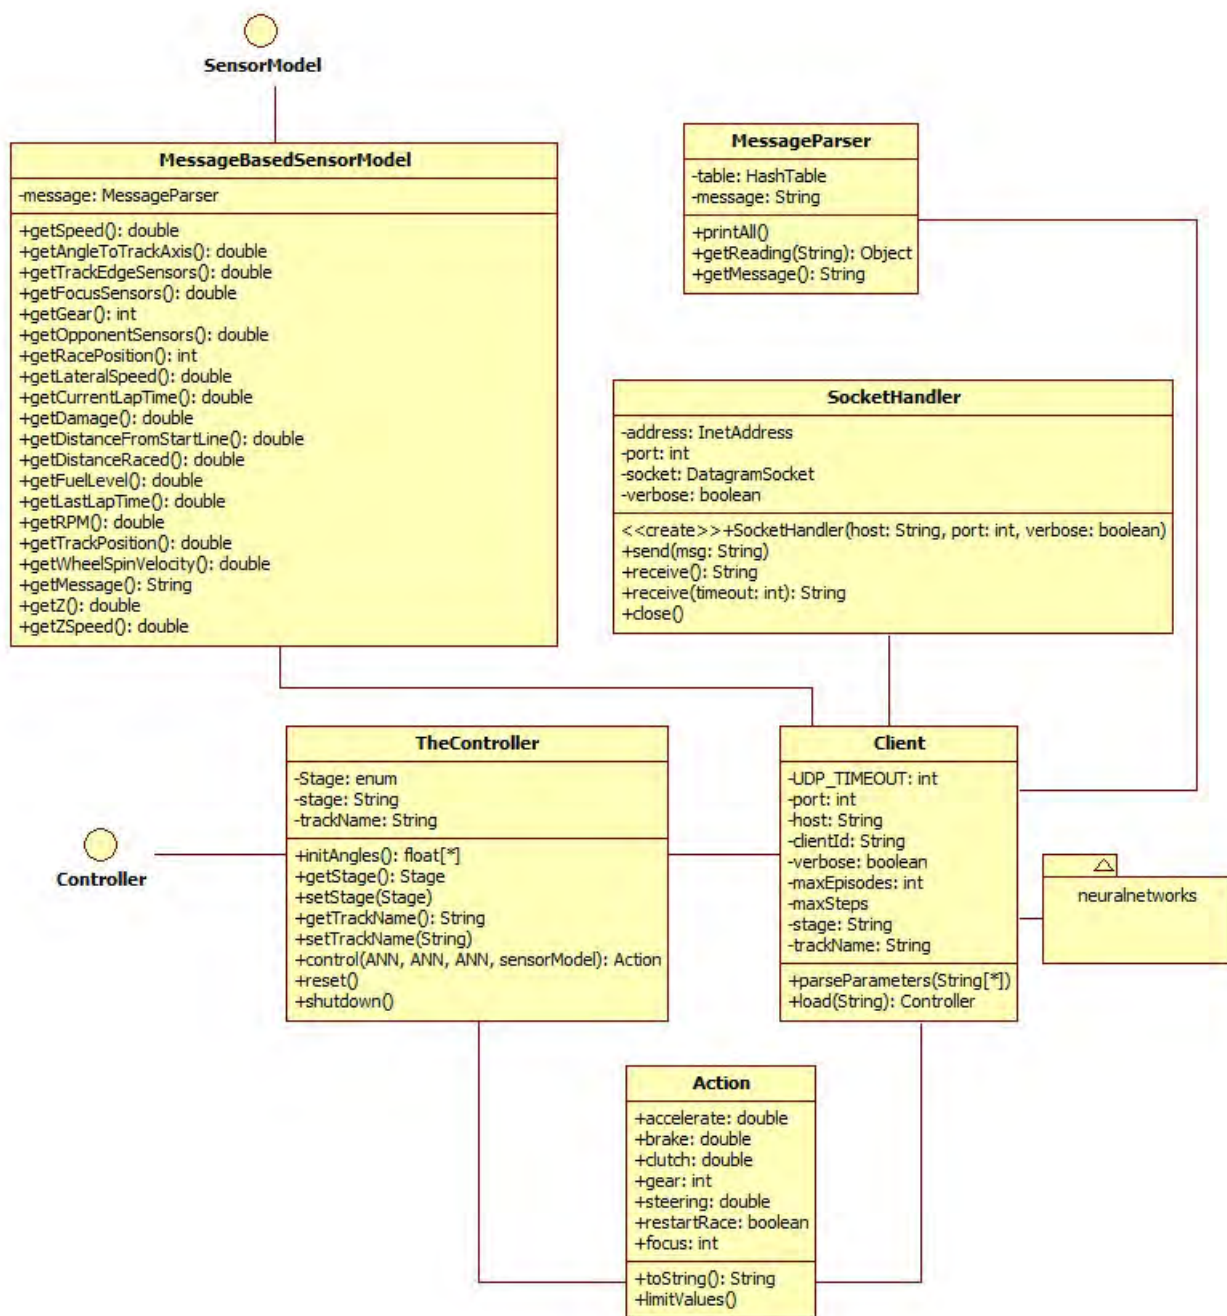 SensorModel
MessageBasedSensorModel
-message: MessageParser
+getSpeed(): double
+getAngleToTrackAxis(): double
+getTrackEdgeSensors(): double
+getFocusSensors(): double
+getGear(): int
+getOpponentSensors(): double
+getRacePosition(): int
+getLateralSpeed(): double
+getCurrentLapTime(): double
+getDamage(): double
+getDistanceFromStartLine(): double
+getDistanceRaced(): double
+getFuelLevel(): double
+getLastLapTime(): double
+getRPM(): double
+getTrackPosition(): double
+getWheelSpinVelocity(): double
+getMessage(): String
+getZ(): double
+getZSpeed(): double
MessageParser
-table: HashTable
-message: String
+printAll()
+getReading(String): Object
+getMessage(): String
SocketHandler
-address: InetAddress
-port: int
-socket: DatagramSocket
-verbose: boolean
<<create>>+SocketHandler(host: String, port: int, verbose: boolean)
+send(msg: String)
+receive(): String
+receive(timeout: int): String
+close()
Controller
TheController
-Stage: enum
-stage: String
-trackName: String
+initAngles(): float[*]
+getStage(): Stage
+setStage(Stage)
+getTrackName(): String
+setTrackName(String)
+control(ANN, ANN, ANN, sensorModel): Action
+reset()
+shutdown()
Client
-UDP_TIMEOUT: int
-port: int
-host: String
-clientId: String
-verbose: boolean
-maxEpisodes: int
-maxSteps
-stage: String
-trackName: String
+parseParameters(String[*])
+load(String): Controller
neuralnetworks
Action
+accelerate: double
+brake: double
+clutch: double
+gear: int
+steering: double
+restartRace: boolean
+focus: int
+toString(): String
+limitValues()